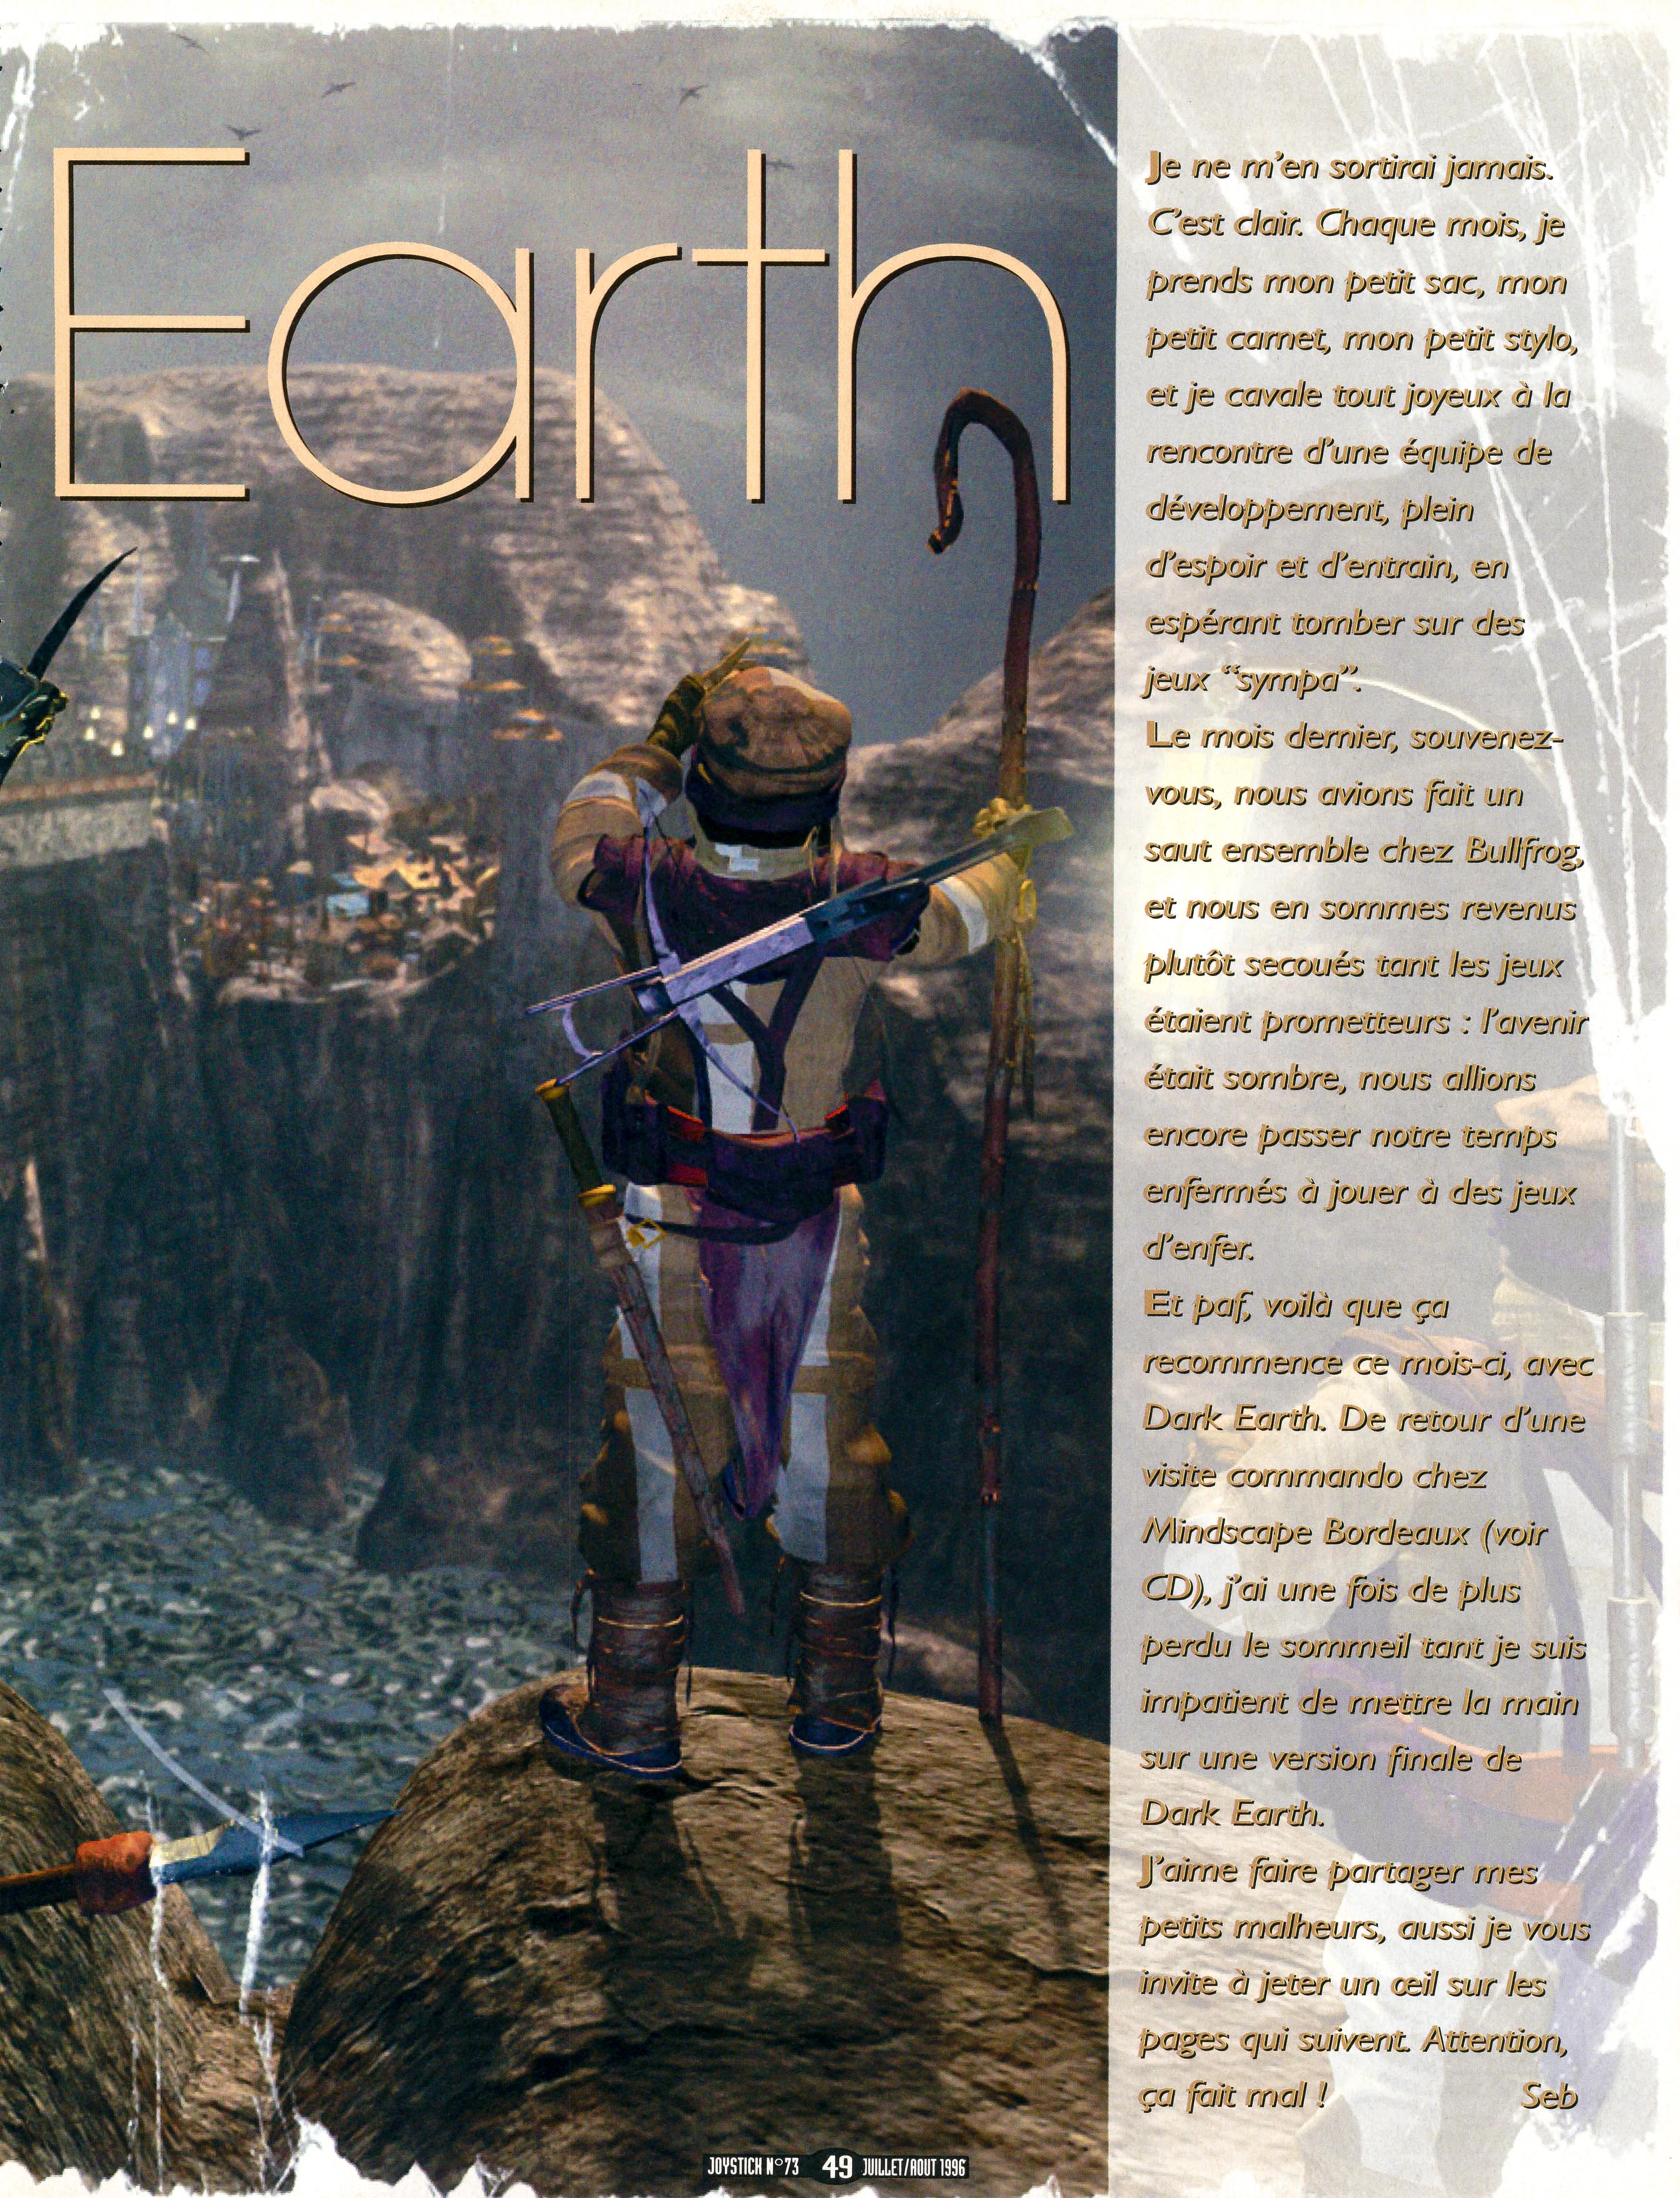 Earth
Je ne m'en sortirai jamais.
C'est clair. Chaque mois, je
prends mon petit sac, mon
petit carnet, mon petit stylo,
et je cavale tout joyeux à la
rencontre d'une équipe de
développement, plein
d'espoir et d'entrain, en
espérant tomber sur des
jeux “sympa”.
Le mois dernier, souvenez-
vous, nous avions fait un
saut ensemble chez Bullfrog,
et nous en sommes revenus
plutôt secoués tant les jeux
étaient prometteurs : l'avenir
était sombre, nous allions
encore passer notre temps
enfermés à jouer à des jeux
d'enfer.
Et paf, voilà que ça
recommence ce mois-ci, avec
Dark Earth. De retour d'une
visite commando chez
Mindscape Bordeaux (voir
CD), j'ai une fois de plus
perdu le sommeil tant je suis
impatient de mettre la main
sur une version finale de
Dark Earth.
J'aime faire partager mes
petits malheurs, aussi je vous
invite à jeter un œil sur les
pages qui suivent. Attention,
ça fait mal ! Seb
JOYSTICK N°73 49 JUILLET/AOUT 1996